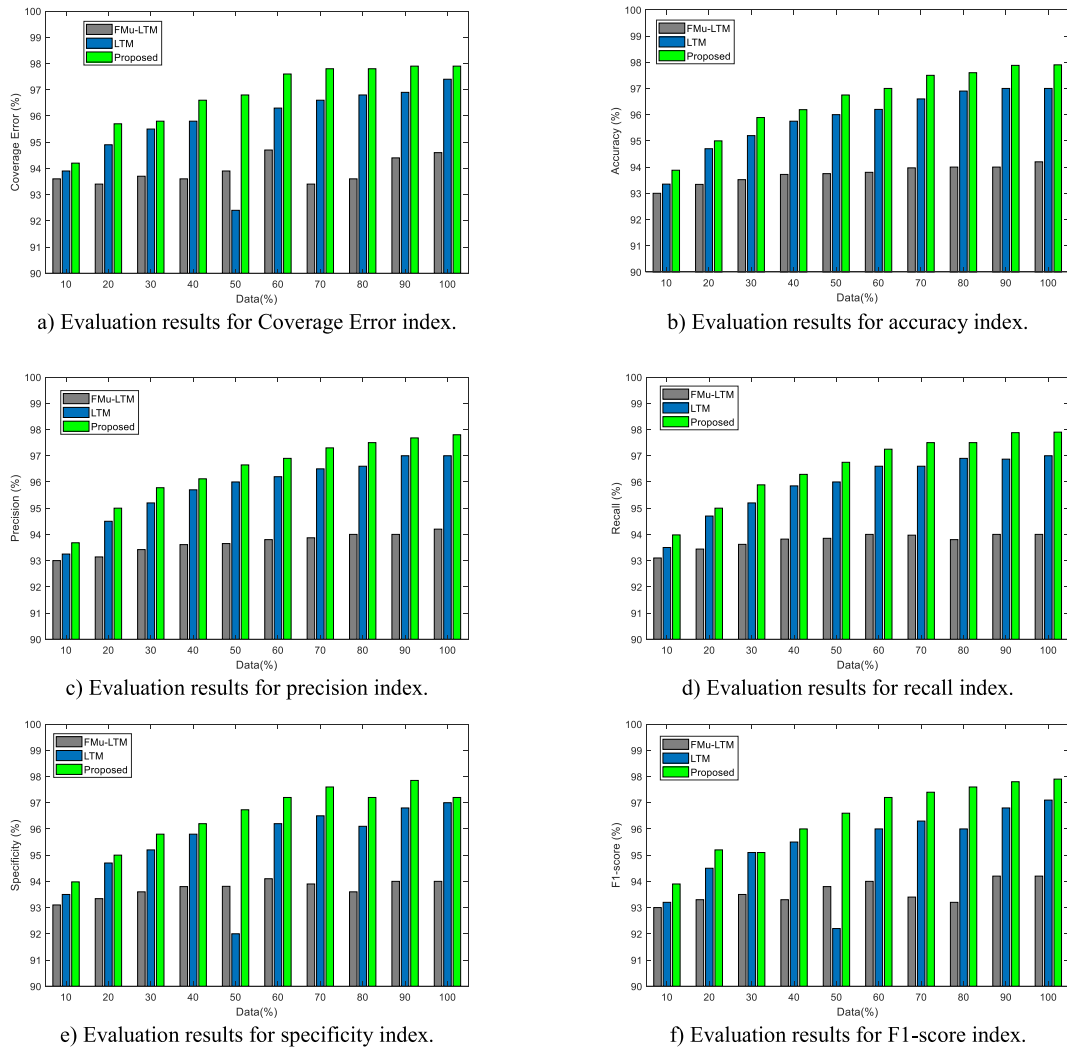 100
99
98
97
96
95
94
93
92
91
90
Coverage Error (%)
FMu-LTM
LTM
Proposed
10 20 30 40 50 60 70 80 90 100
Data(%)
a) Evaluation results for Coverage Error index.
100
99
98
97
96
95
94
93
92
91
90
Accuracy (%)
FMu-LTM
LTM
Proposed
10 20 30 40 50 60 70 80 90 100
Data(%)
b) Evaluation results for accuracy index.
100
99
98
97
96
95
94
93
92
91
90
Precision (%)
FMu-LTM
LTM
Proposed
10 20 30 40 50 60 70 80 90 100
Data(%)
c) Evaluation results for precision index.
100
99
98
97
96
95
94
93
92
91
90
Recall (%)
FMu-LTM
LTM
Proposed
10 20 30 40 50 60 70 80 90 100
Data(%)
d) Evaluation results for recall index.
100
99
98
97
96
95
94
93
92
91
90
Specificity (%)
FMu-LTM
LTM
Proposed
10 20 30 40 50 60 70 80 90 100
Data(%)
e) Evaluation results for specificity index.
100
99
98
97
96
95
94
93
92
91
90
F1-score (%)
FMu-LTM
LTM
Proposed
10 20 30 40 50 60 70 80 90 100
Data(%)
f) Evaluation results for F1-score index.